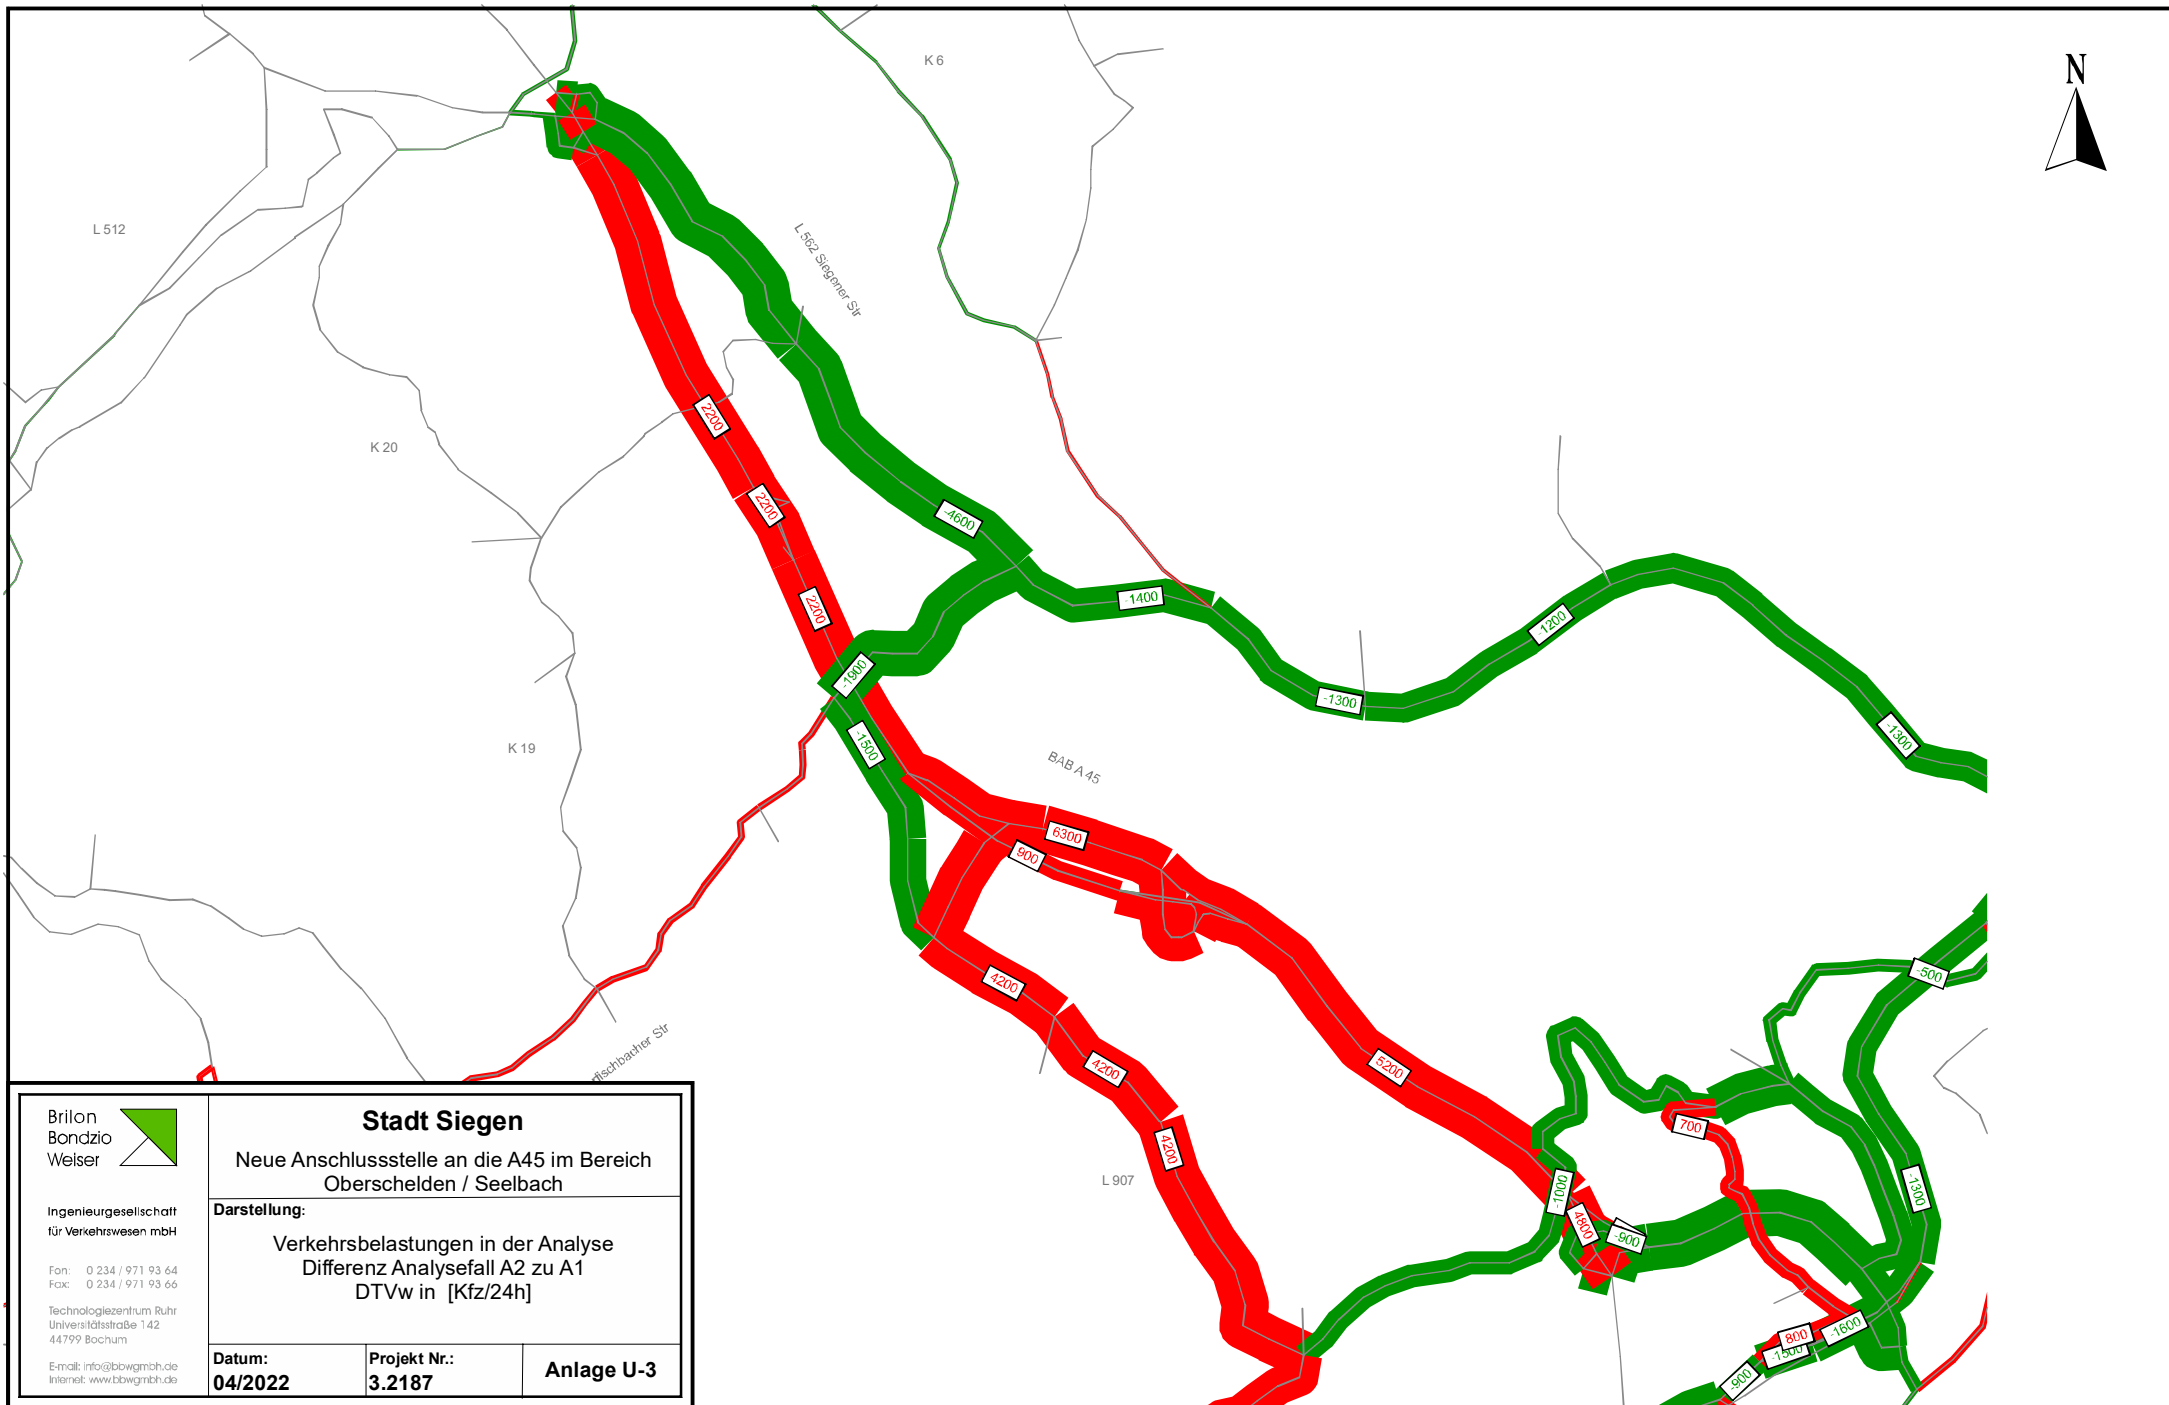 K 6
N
L 512
L 562 Siegener Str
2200
K 20
2200
-4600
2200
-1400
-1200
-1900
-1300
-1300
-1500
K 19
BAB A 45
6300
900
-500
4200
4200
5200
rfischbacher Str
700
4200
L 907
-1000
-1300
4800
-900
-1600
800
-1500
-900
Brilon
Bondzio
Weiser
Ingenieurgesellschaft
für Verkehrswesen mbH
Fon: 0 234 / 971 93 64
Fax: 0 234 / 971 93 66
Technologiezentrum Ruhr
Universitätsstraße 142
44799 Bochum
E-mail: info@bbwgmbh.de
Internet: www.bbwgmbh.de
Stadt Siegen
Neue Anschlussstelle an die A45 im Bereich
Oberschelden / Seelbach
Darstellung:
Verkehrsbelastungen in der Analyse
Differenz Analysefall A2 zu A1
DTVw in [Kfz/24h]
Datum:
04/2022
Projekt Nr.:
3.2187
Anlage U-3